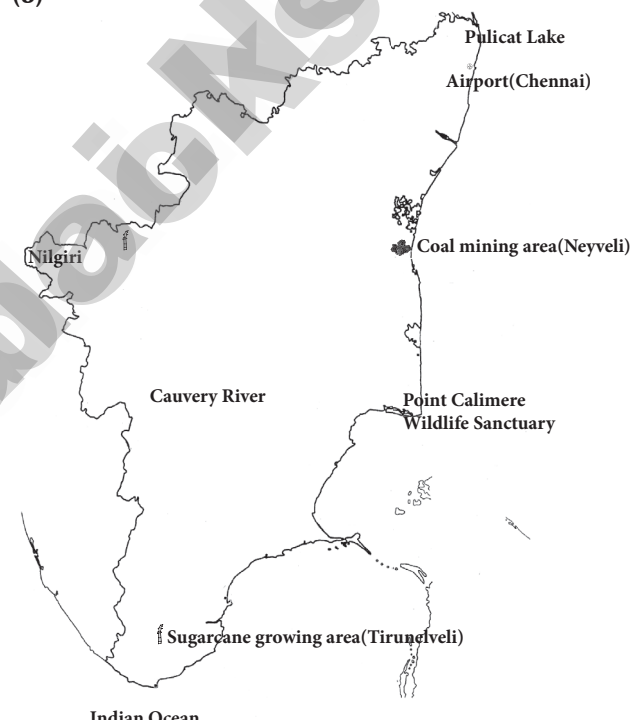 Pulicat Lake
Airport(Chennai)
Coal mining area(Neyveli)
Nilgiri
Cauvery River
Point Calimere
Wildlife Sanctuary
Sugarcane growing area(Tirunelveli)
Indian Ocean